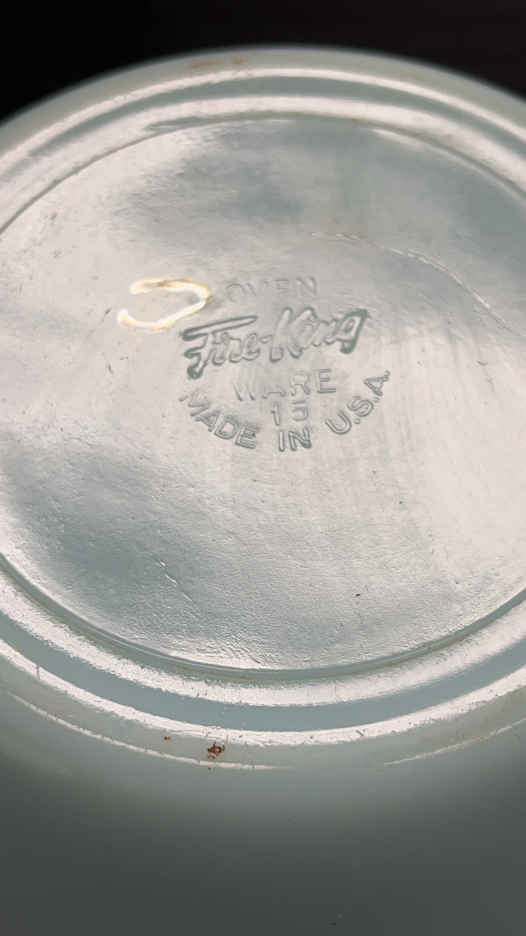 OVEN
Fire-King
WARE
15
MADE IN U.S.A.